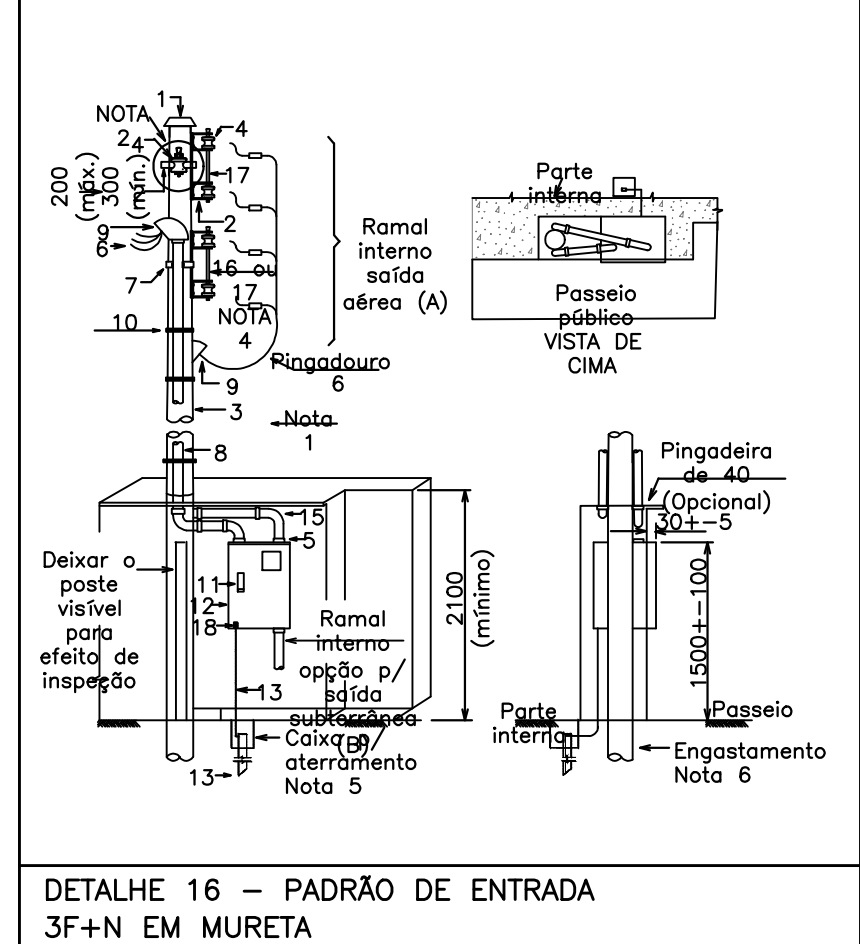 1
NOTA
2
4
4
200
(máx.)
300
(mín.)
17
2
9
6
7
16 ou
17
NOTA
4
10
Pingadouro
6
9
3
Nota
1
8
Ramal
interno
saída
aérea (A)
Parte
interna
Passeio
público
VISTA DE
CIMA
15
5
Deixar o
poste
visível
para
efeito de
inspeção
11
12
18
Ramal
interno
opção p/
saída
subterrânea
(B)
13
Caixa p/
aterramento
Nota 5
13
2100
(mínimo)
Pingadeira
de 40
(Opcional)
30+-5
1500+-100
Parte
interna
Passeio
Engastamento
Nota 6
DETALHE 16 - PADRÃO DE ENTRADA
3F+N EM MURETA